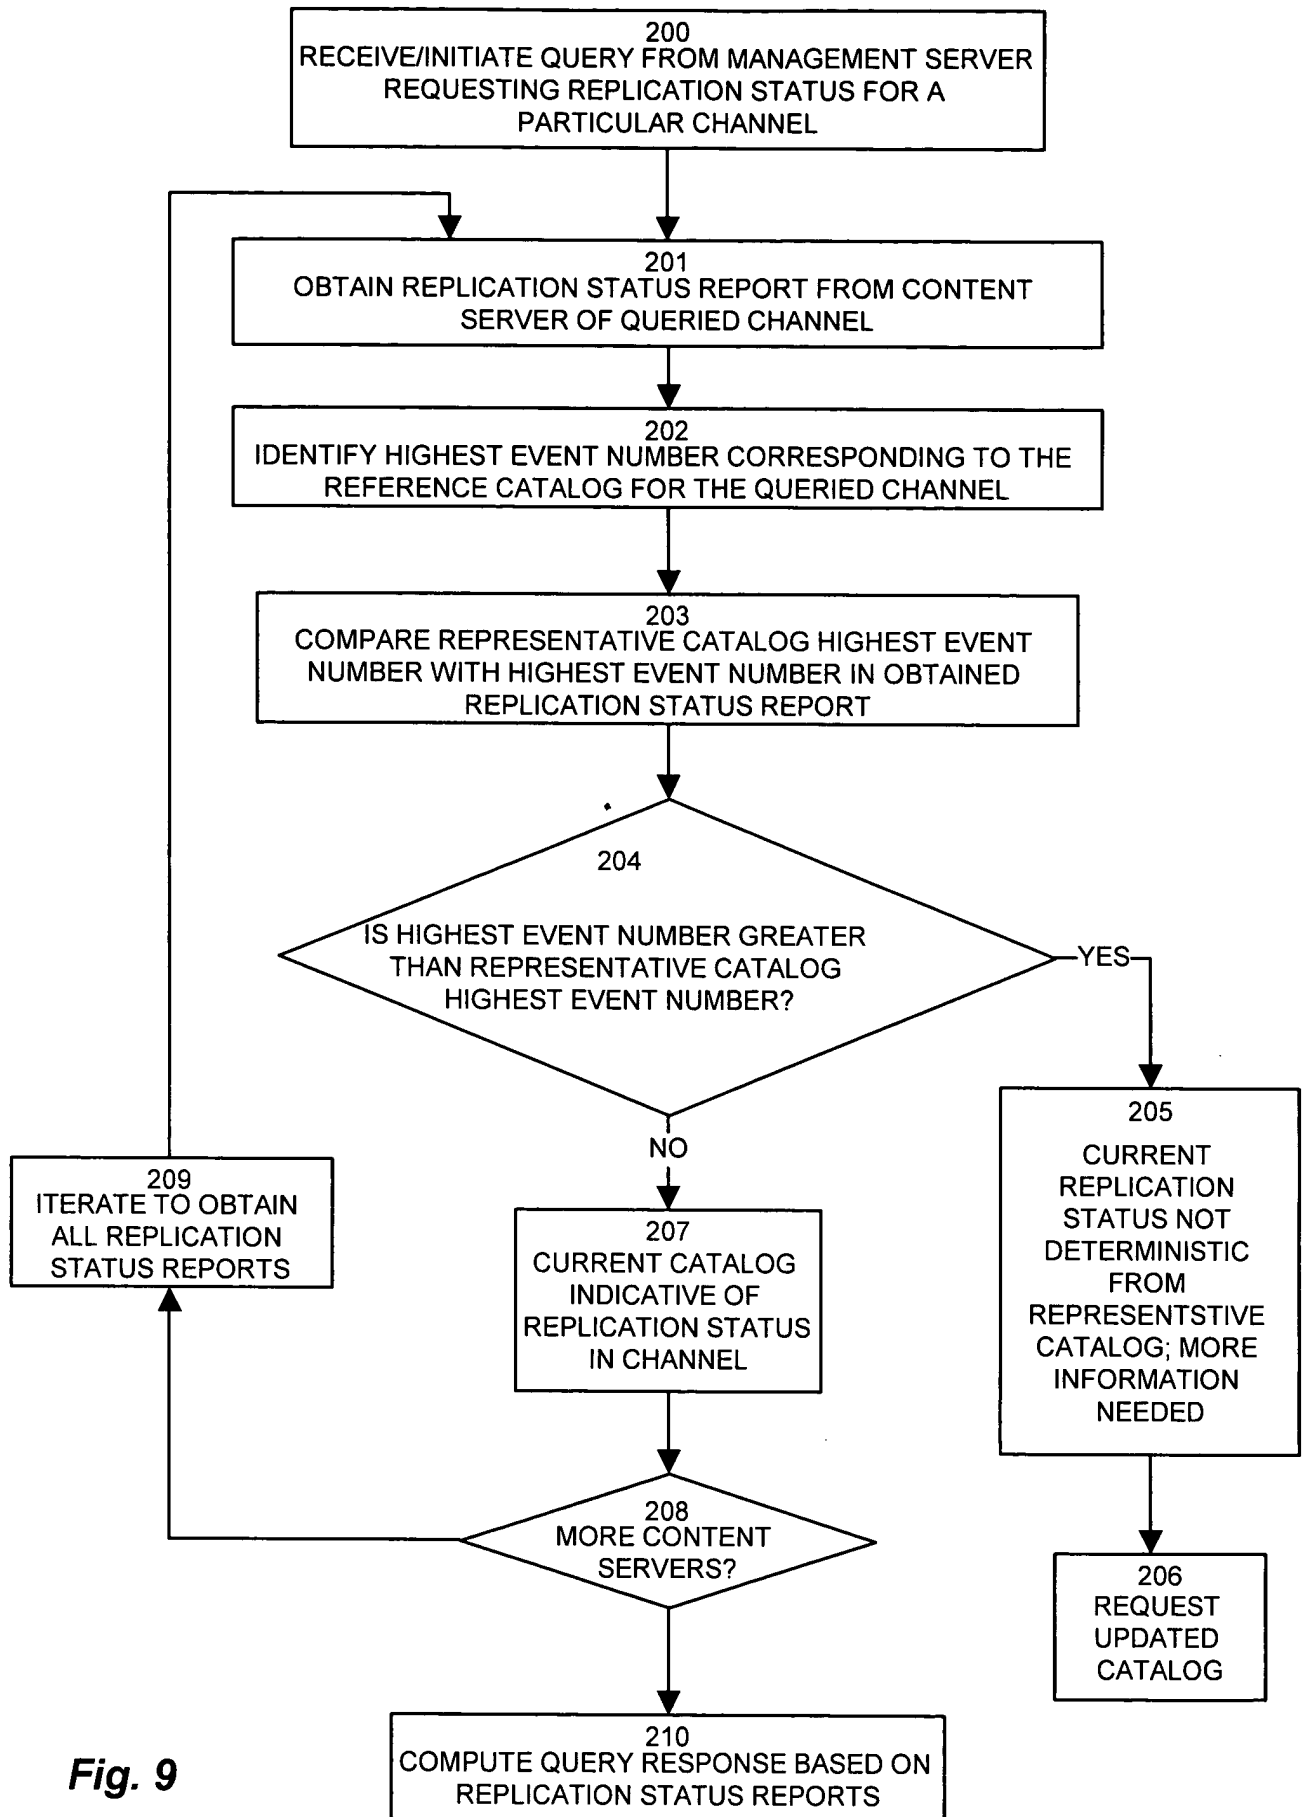 200
RECEIVE/INITIATE QUERY FROM MANAGEMENT SERVER
REQUESTING REPLICATION STATUS FOR A
PARTICULAR CHANNEL
201
OBTAIN REPLICATION STATUS REPORT FROM CONTENT
SERVER OF QUERIED CHANNEL
202
IDENTIFY HIGHEST EVENT NUMBER CORRESPONDING TO THE
REFERENCE CATALOG FOR THE QUERIED CHANNEL
203
COMPARE REPRESENTATIVE CATALOG HIGHEST EVENT
NUMBER WITH HIGHEST EVENT NUMBER IN OBTAINED
REPLICATION STATUS REPORT
204
IS HIGHEST EVENT NUMBER GREATER
THAN REPRESENTATIVE CATALOG
HIGHEST EVENT NUMBER?
YES
205
CURRENT
REPLICATION
STATUS NOT
DETERMINISTIC
FROM
REPRESENTSTIVE
CATALOG; MORE
INFORMATION
NEEDED
206
REQUEST
UPDATED
CATALOG
NO
207
CURRENT CATALOG
INDICATIVE OF
REPLICATION STATUS
IN CHANNEL
208
MORE CONTENT
SERVERS?
209
ITERATE TO OBTAIN
ALL REPLICATION
STATUS REPORTS
210
COMPUTE QUERY RESPONSE BASED ON
REPLICATION STATUS REPORTS
Fig. 9